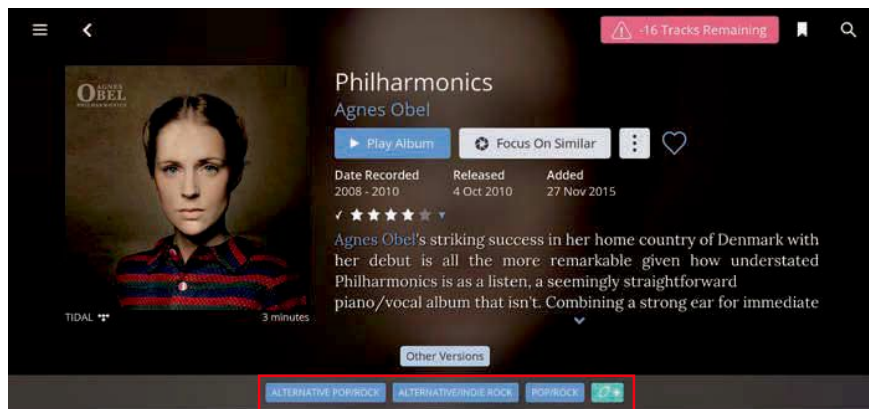 -16 Tracks Remaining
AGNES
OBEL
PHILHARMONICS
Philharmonics
Agnes Obel
Play Album
Focus On Similar
Date Recorded
Released
Added
2008 - 2010
4 Oct 2010
27 Nov 2015
Agnes Obel's striking success in her home country of Denmark with
her debut is all the more remarkable given how understated
Philharmonics is as a listen, a seemingly straightforward
piano/vocal album that isn't. Combining a strong ear for immediate
TIDAL
3 minutes
Other Versions
ALTERNATIVE POP/ROCK
ALTERNATIVE/INDIE ROCK
POP/ROCK